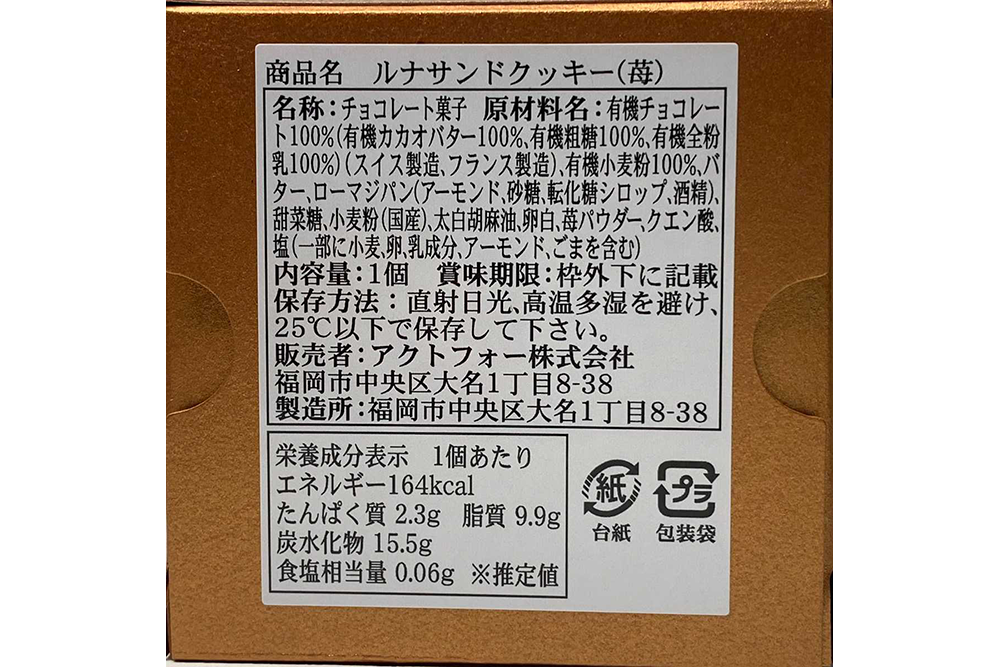 商品名　ルナサンドクッキー(苺)
名称：チョコレート菓子　原材料名：有機チョコレー
ト100%(有機カカオバター100%、有機粗糖100%、有機全粉
乳100%)(スイス製造、フランス製造)、有機小麦粉100%、バ
ター、ローマジパン(アーモンド、砂糖、転化糖シロップ、酒精)、
甜菜糖、小麦粉(国産)、太白胡麻油、卵白、苺パウダー、クエン酸、
塩(一部に小麦、卵、乳成分、アーモンド、ごまを含む)
内容量：1個　賞味期限：枠外下に記載
保存方法：直射日光、高温多湿を避け、
25℃以下で保存して下さい。
販売者：アクトフォー株式会社
福岡市中央区大名1丁目8-38
製造所：福岡市中央区大名1丁目8-38
栄養成分表示　1個あたり
エネルギー164kcal
たんぱく質 2.3g　脂質 9.9g
炭水化物 15.5g
食塩相当量 0.06g　※推定値
紙　プラ
台紙　包装袋